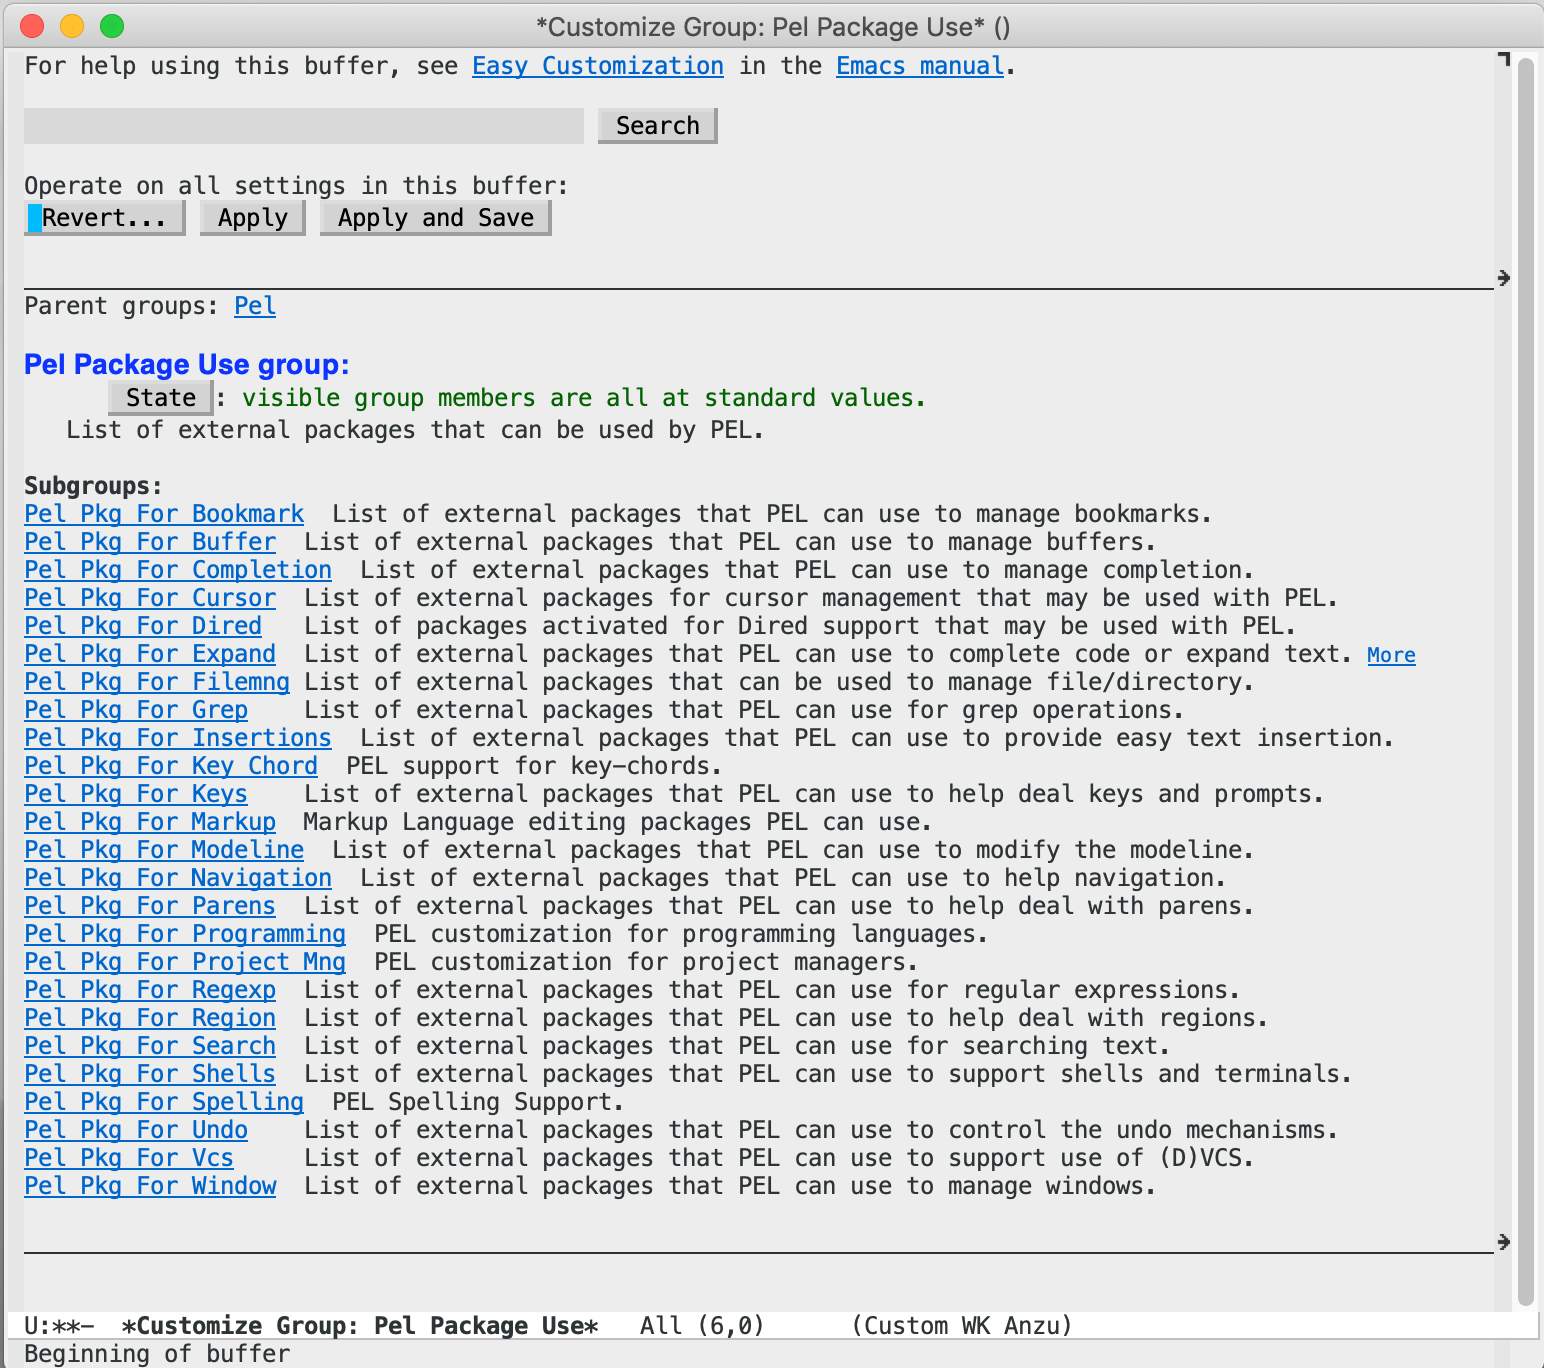 *Customize Group: Pel Package Use* ()
For help using this buffer, see Easy Customization in the Emacs manual.
Search
Operate on all settings in this buffer:
Revert... Apply Apply and Save
Parent groups: Pel
Pel Package Use group:
State : visible group members are all at standard values.
List of external packages that can be used by PEL.
Subgroups:
Pel Pkg For Bookmark List of external packages that PEL can use to manage bookmarks.
Pel Pkg For Buffer List of external packages that PEL can use to manage buffers.
Pel Pkg For Completion List of external packages that PEL can use to manage completion.
Pel Pkg For Cursor List of external packages for cursor management that may be used with PEL.
Pel Pkg For Dired List of packages activated for Dired support that may be used with PEL.
Pel Pkg For Expand List of external packages that PEL can use to complete code or expand text. More
Pel Pkg For Filemng List of external packages that can be used to manage file/directory.
Pel Pkg For Grep List of external packages that PEL can use for grep operations.
Pel Pkg For Insertions List of external packages that PEL can use to provide easy text insertion.
Pel Pkg For Key Chord PEL support for key-chords.
Pel Pkg For Keys List of external packages that PEL can use to help deal keys and prompts.
Pel Pkg For Markup Markup Language editing packages PEL can use.
Pel Pkg For Modeline List of external packages that PEL can use to modify the modeline.
Pel Pkg For Navigation List of external packages that PEL can use to help navigation.
Pel Pkg For Parens List of external packages that PEL can use to help deal with parens.
Pel Pkg For Programming PEL customization for programming languages.
Pel Pkg For Project Mng PEL customization for project managers.
Pel Pkg For Regexp List of external packages that PEL can use for regular expressions.
Pel Pkg For Region List of external packages that PEL can use to help deal with regions.
Pel Pkg For Search List of external packages that PEL can use for searching text.
Pel Pkg For Shells List of external packages that PEL can use to support shells and terminals.
Pel Pkg For Spelling PEL Spelling Support.
Pel Pkg For Undo List of external packages that PEL can use to control the undo mechanisms.
Pel Pkg For Vcs List of external packages that PEL can use to support use of (D)VCS.
Pel Pkg For Window List of external packages that PEL can use to manage windows.
U:**- *Customize Group: Pel Package Use* All (6,0) (Custom WK Anzu)
Beginning of buffer